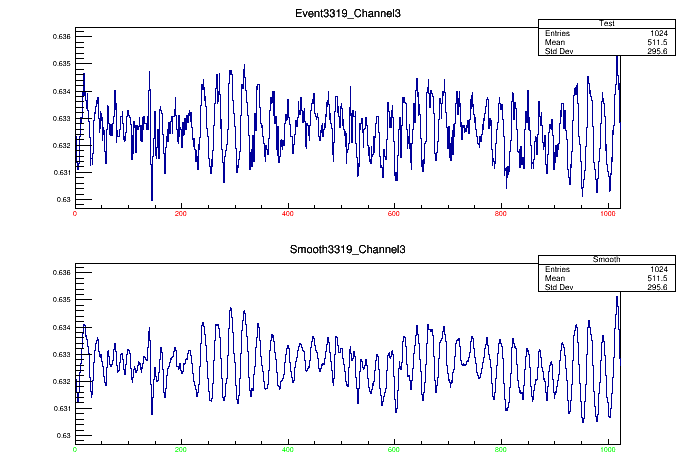 Event3319_Channel3
Test
Entries 1024
Mean 511.5
Std Dev 295.6
0.636
0.635
0.634
0.633
0.632
0.631
0.63
0 200 400 600 800 1000
Smooth3319_Channel3
Smooth
Entries 1024
Mean 511.5
Std Dev 295.6
0.636
0.635
0.634
0.633
0.632
0.631
0.63
0 200 400 600 800 1000